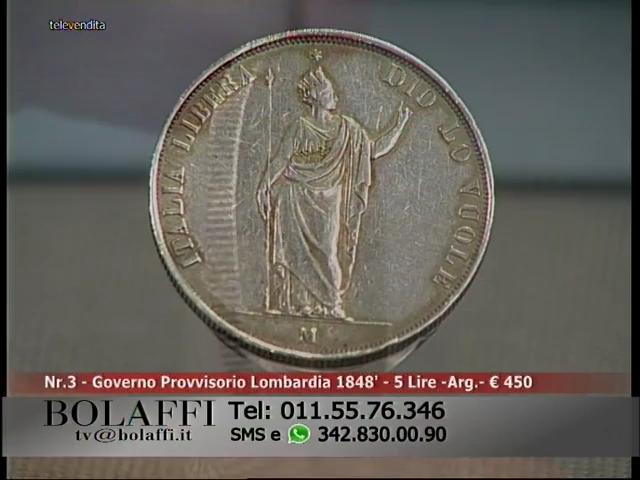 televendita
ITALIA LIBERA
DIO LO VUOLE
M
Nr.3 - Governo Provvisorio Lombardia 1848' - 5 Lire -Arg.- € 450
BOLAFFI
tv@bolaffi.it
Tel: 011.55.76.346
SMS e 342.830.00.90